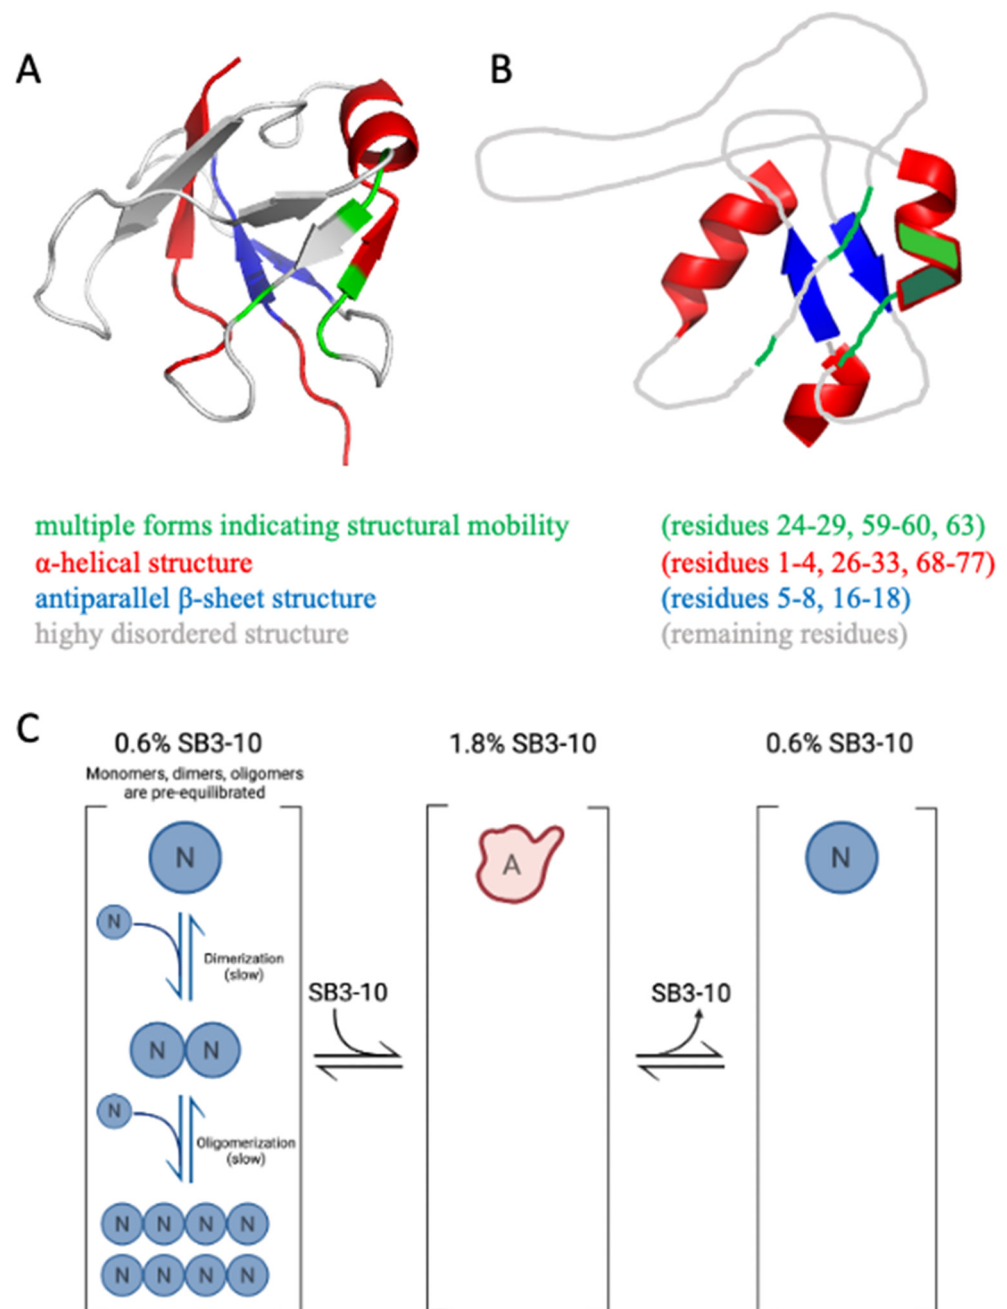 A
B
multiple forms indicating structural mobility (residues 24-29, 59-60, 63)
α-helical structure (residues 1-4, 26-33, 68-77)
antiparallel β-sheet structure (residues 5-8, 16-18)
highy disordered structure (remaining residues)
C
0.6% SB3-10
Monomers, dimers, oligomers
are pre-equilibrated
N
N
Dimerization
(slow)
N N
N
Oligomerization
(slow)
N N N N
N N N N
SB3-10
1.8% SB3-10
A
SB3-10
0.6% SB3-10
N